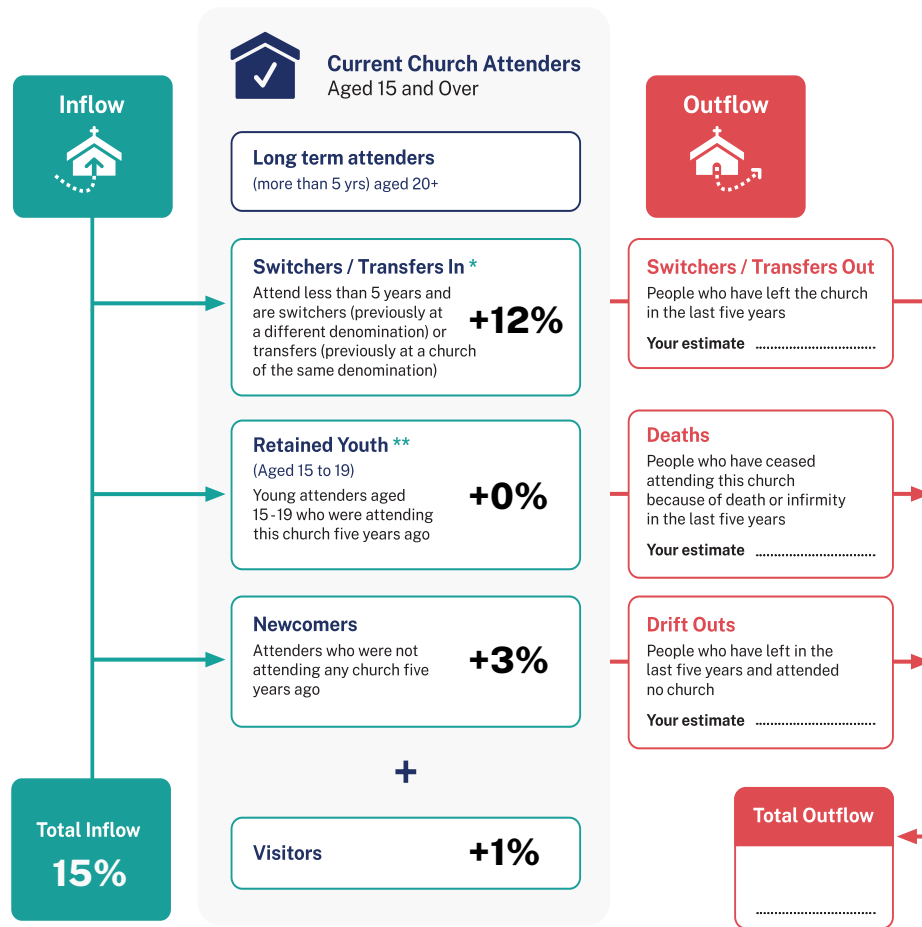 Inflow
Current Church Attenders
Aged 15 and Over
Outflow
Long term attenders
(more than 5 yrs) aged 20+
Switchers / Transfers In *
Attend less than 5 years and
are switchers (previously at
a different denomination) or
transfers (previously at a church
of the same denomination)
+12%
Switchers / Transfers Out
People who have left the church
in the last five years
Your estimate ................................
Retained Youth **
(Aged 15 to 19)
Young attenders aged
15-19 who were attending
this church five years ago
+0%
Deaths
People who have ceased
attending this church
because of death or infirmity
in the last five years
Your estimate ................................
Newcomers
Attenders who were not
attending any church five
years ago
+3%
Drift Outs
People who have left in the
last five years and attended
no church
Your estimate ................................
+
Total Inflow
15%
Visitors
+1%
Total Outflow
................................